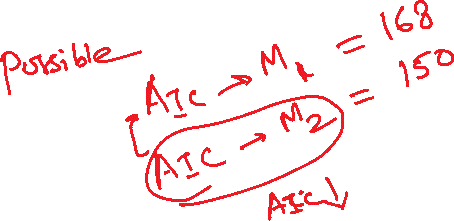 Possible
AIC → M1 = 168
AIC → M2 = 150
AIC↓